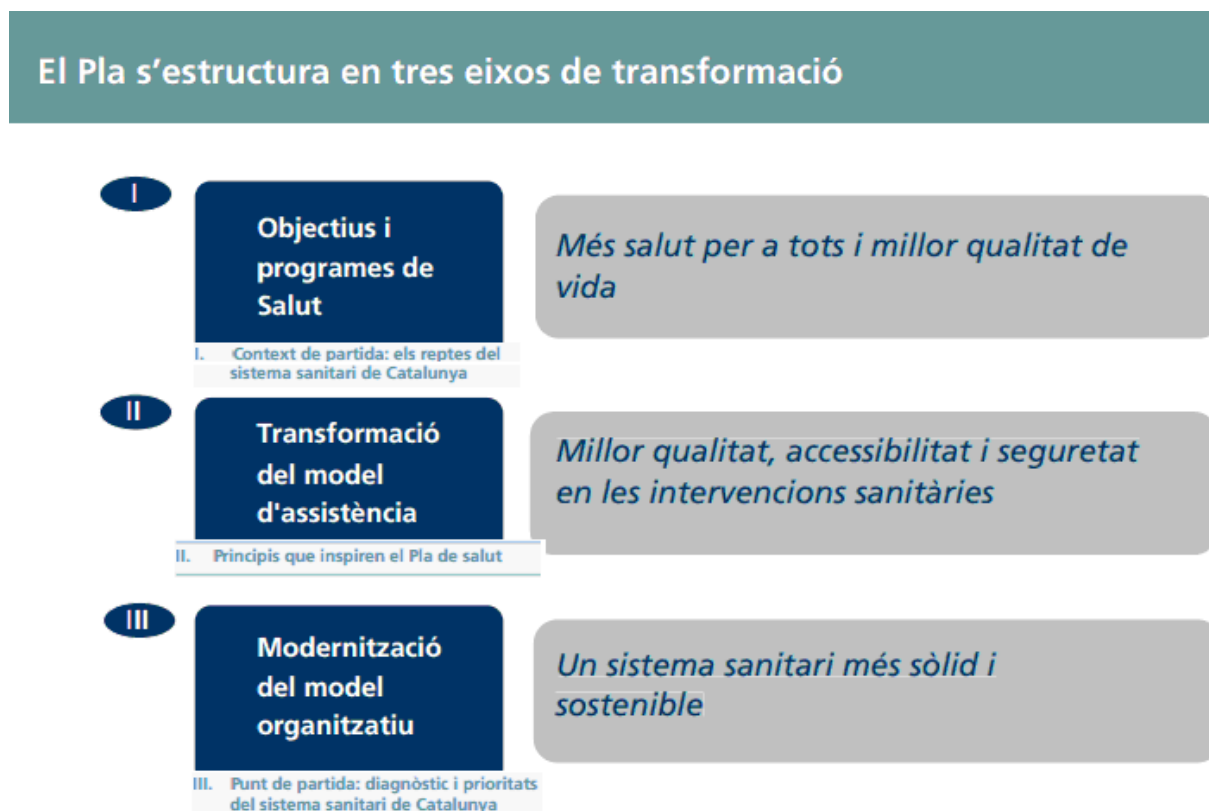 El Pla s’estructura en tres eixos de transformació
I
Objectius i
programes de
Salut
Més salut per a tots i millor qualitat de
vida
I. Context de partida: els reptes del
sistema sanitari de Catalunya
II
Transformació
del model
d'assistència
Millor qualitat, accessibilitat i seguretat
en les intervencions sanitàries
II. Principis que inspiren el Pla de salut
III
Modernització
del model
organitzatiu
Un sistema sanitari més sòlid i
sostenible
III. Punt de partida: diagnòstic i prioritats
del sistema sanitari de Catalunya